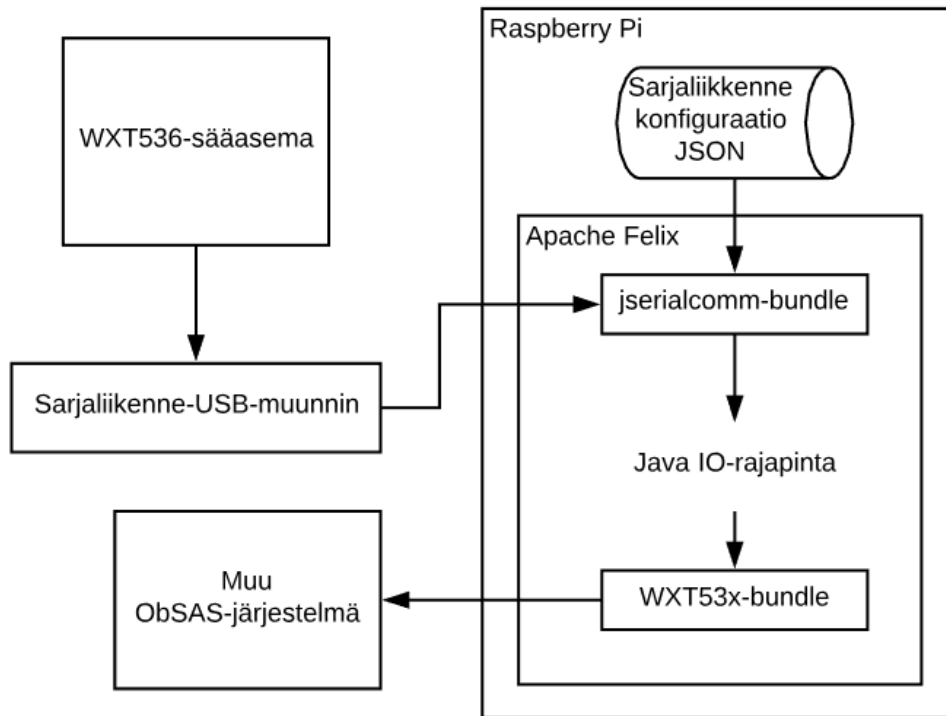 Raspberry Pi
Sarjaliikkenne
konfiguraatio
JSON
WXT536-sääasema
Apache Felix
jserialcomm-bundle
Sarjaliikenne-USB-muunnin
Java IO-rajapinta
Muu
ObSAS-järjestelmä
WXT53x-bundle